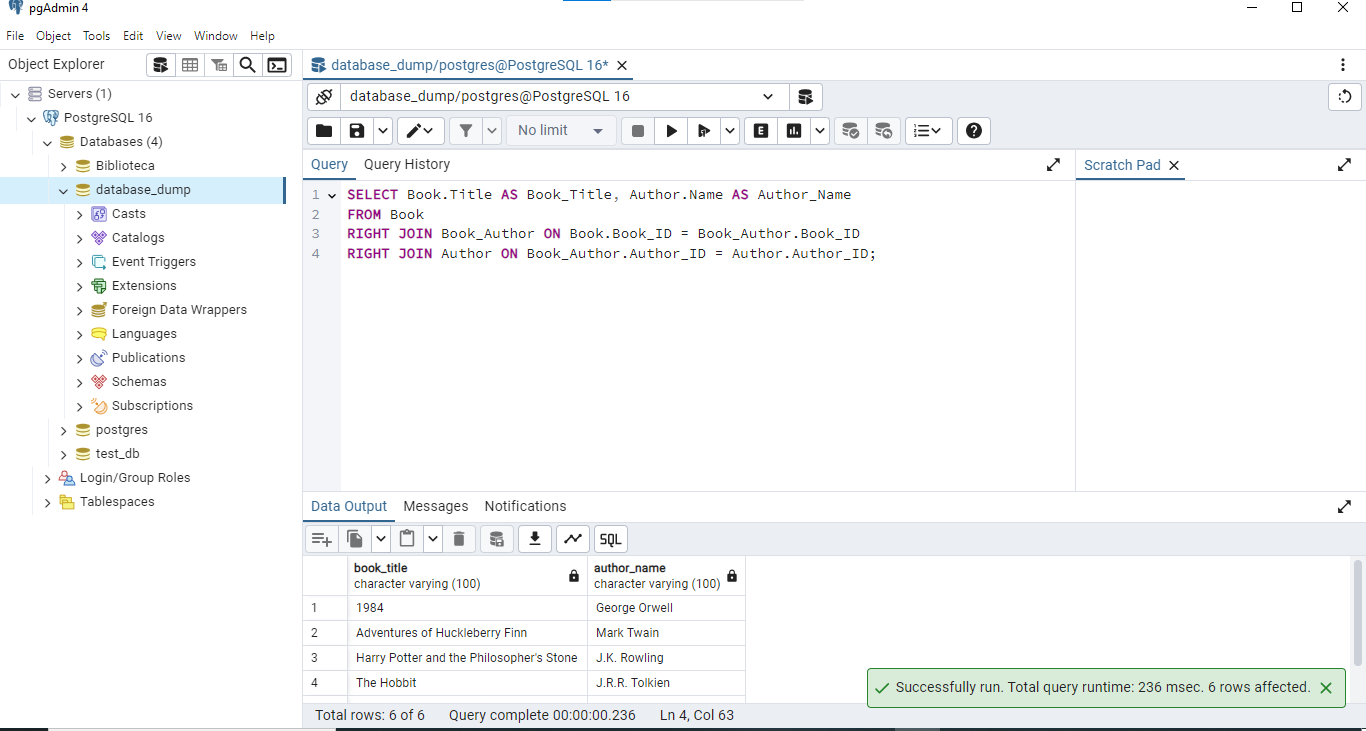 pgAdmin 4
File Object Tools Edit View Window Help
Object Explorer
database_dump/postgres@PostgreSQL 16*
Servers (1)
PostgreSQL 16
Databases (4)
Biblioteca
database_dump
Casts
Catalogs
Event Triggers
Extensions
Foreign Data Wrappers
Languages
Publications
Schemas
Subscriptions
postgres
test_db
Login/Group Roles
Tablespaces
database_dump/postgres@PostgreSQL 16
No limit
E
Query Query History
Scratch Pad
1 SELECT Book.Title AS Book_Title, Author.Name AS Author_Name
2 FROM Book
3 RIGHT JOIN Book_Author ON Book.Book_ID = Book_Author.Book_ID
4 RIGHT JOIN Author ON Book_Author.Author_ID = Author.Author_ID;
Data Output Messages Notifications
SQL
book_title author_name
character varying (100) character varying (100)
1 1984 George Orwell
2 Adventures of Huckleberry Finn Mark Twain
3 Harry Potter and the Philosopher's Stone J.K. Rowling
4 The Hobbit J.R.R. Tolkien
Successfully run. Total query runtime: 236 msec. 6 rows affected.
Total rows: 6 of 6 Query complete 00:00:00.236 Ln 4, Col 63